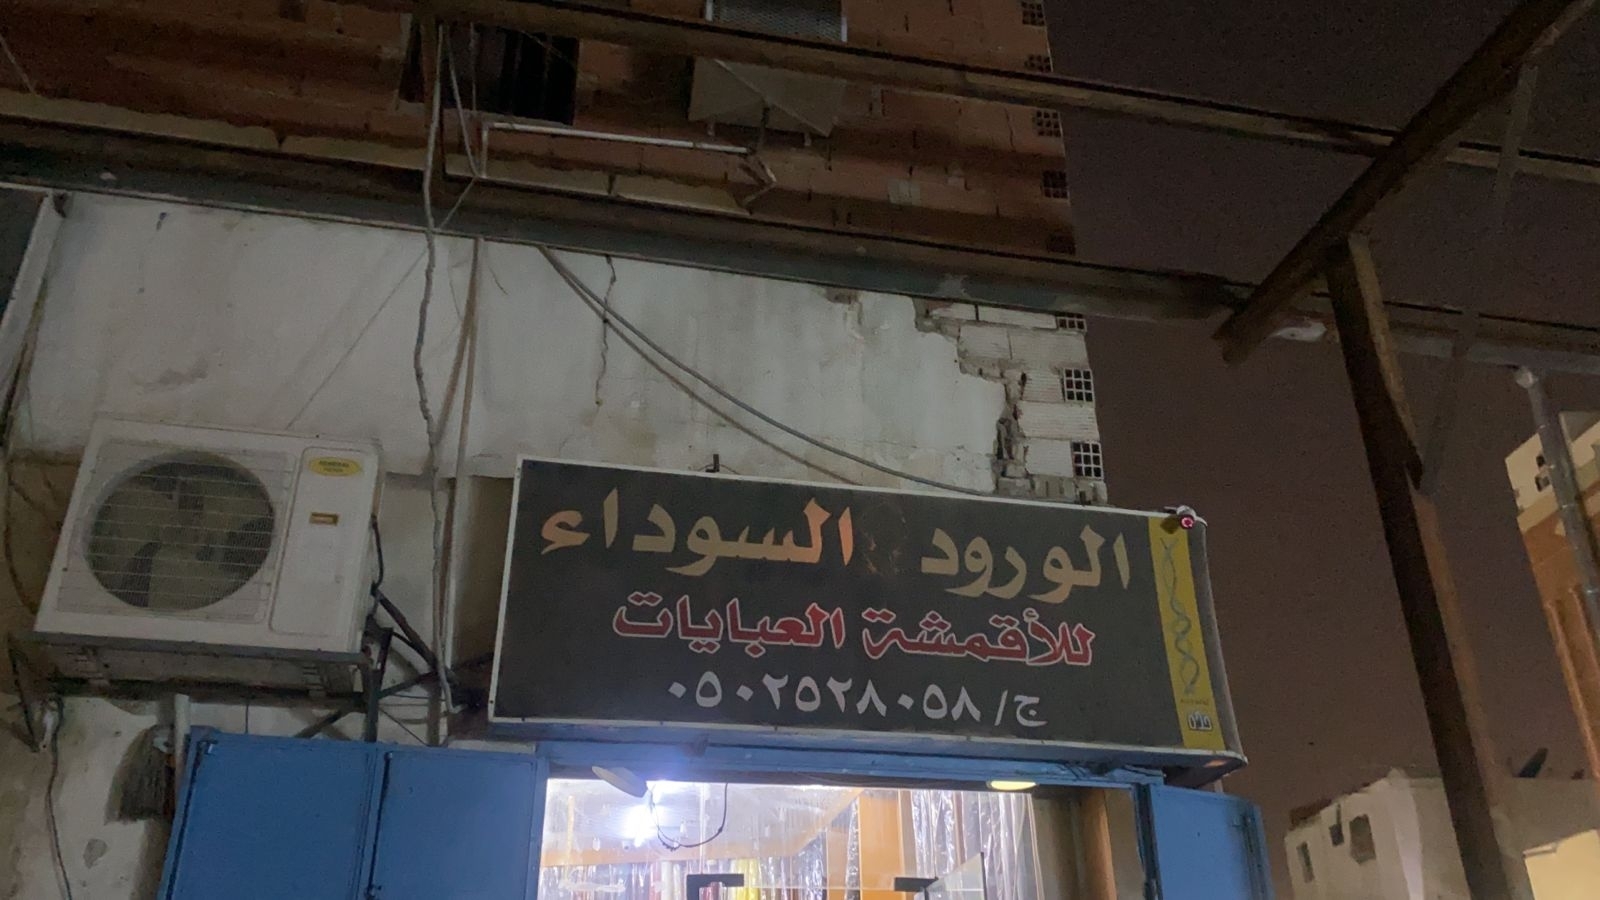 الورود السوداء
للأقمشة العبايات
ج/ ٠٥٠٢٥٢٨٠٥٨